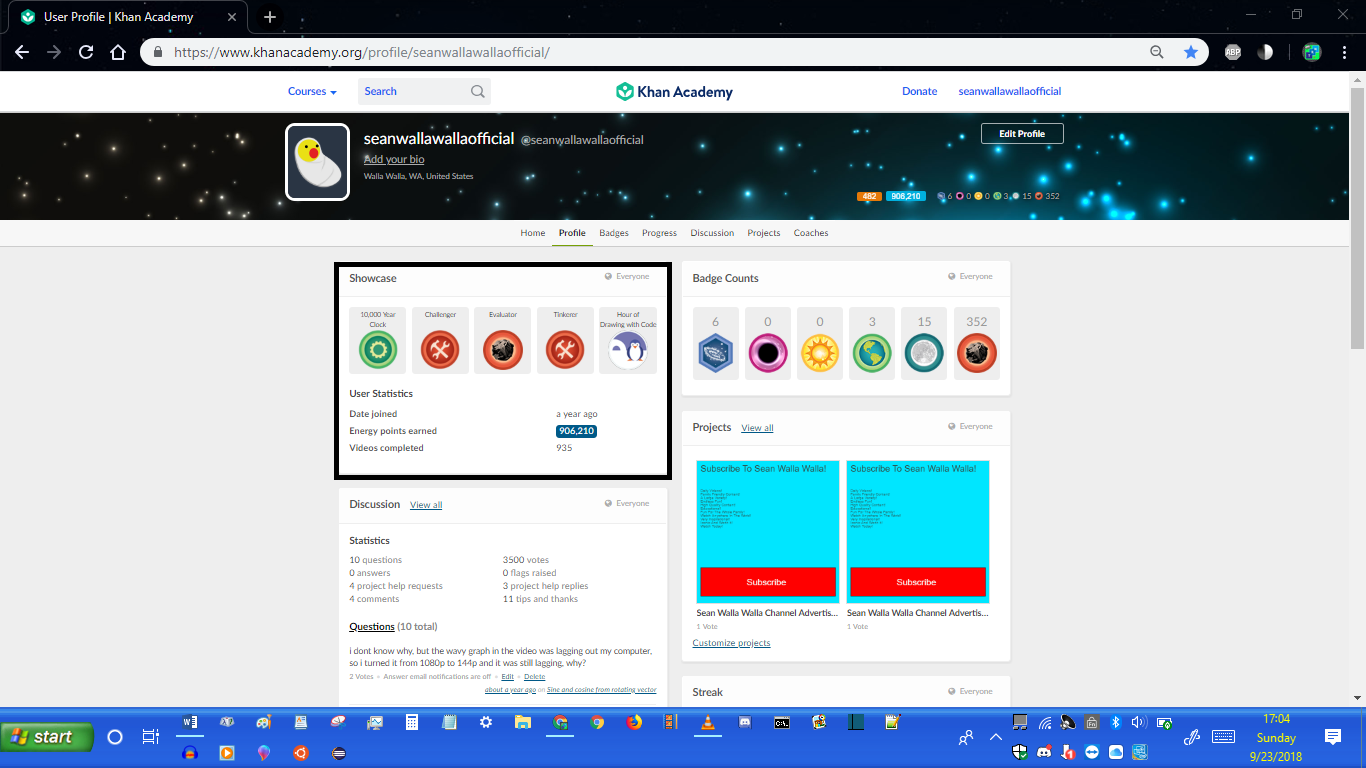 User Profile | Khan Academy
https://www.khanacademy.org/profile/seanwallawallaofficial/
ABP
Courses
Search
Khan Academy
Donate
seanwallawallaofficial
seanwallawallaofficial @seanwallawallaofficial
Add your bio
Walla Walla, WA, United States
Edit Profile
482 906,210 6 0 0 3 15 352
Home Profile Badges Progress Discussion Projects Coaches
Showcase Everyone
10,000 Year
Clock
Challenger
Evaluator
Tinkerer
Hour of
Drawing with Code
User Statistics
Date joined a year ago
Energy points earned 906,210
Videos completed 935
Badge Counts Everyone
6 0 0 3 15 352
Discussion View all Everyone
Statistics
10 questions 3500 votes
0 answers 0 flags raised
4 project help requests 3 project help replies
4 comments 11 tips and thanks
Questions (10 total)
i dont know why, but the wavy graph in the video was lagging out my computer,
so i turned it from 1080p to 144p and it was still lagging, why?
2 Votes • Answer email notifications are off • Edit • Delete
about a year ago on Sine and cosine from rotating vector
Projects View all Everyone
Subscribe To Sean Walla Walla!
Subscribe
Sean Walla Walla Channel Advertis...
1 Vote
Subscribe To Sean Walla Walla!
Subscribe
Sean Walla Walla Channel Advertis...
1 Vote
Customize projects
Streak Everyone
start
17:04
Sunday
9/23/2018